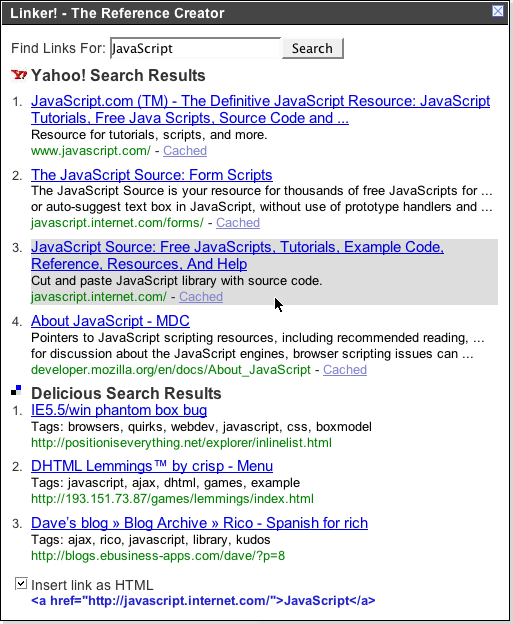 Linker! - The Reference Creator
Find Links For: JavaScript Search
Y! Yahoo! Search Results
1. JavaScript.com (TM) - The Definitive JavaScript Resource: JavaScript
Tutorials, Free Java Scripts, Source Code and ...
Resource for tutorials, scripts, and more.
www.javascript.com/ - Cached
2. The JavaScript Source: Form Scripts
The JavaScript Source is your resource for thousands of free JavaScripts for ...
or auto-suggest text box in JavaScript, without use of prototype handlers and ...
javascript.internet.com/forms/ - Cached
3. JavaScript Source: Free JavaScripts, Tutorials, Example Code,
Reference, Resources, And Help
Cut and paste JavaScript library with source code.
javascript.internet.com/ - Cached
4. About JavaScript - MDC
Pointers to JavaScript scripting resources, including recommended reading, ...
for discussion about the JavaScript engines, browser scripting issues can ...
developer.mozilla.org/en/docs/About_JavaScript - Cached
Delicious Search Results
1. IE5.5/win phantom box bug
Tags: browsers, quirks, webdev, javascript, css, boxmodel
http://positioniseverything.net/explorer/inlinelist.html
2. DHTML Lemmings™ by crisp - Menu
Tags: javascript, ajax, dhtml, games, example
http://193.151.73.87/games/lemmings/index.html
3. Dave's blog » Blog Archive » Rico - Spanish for rich
Tags: ajax, rico, javascript, library, kudos
http://blogs.ebusiness-apps.com/dave/?p=8
Insert link as HTML
<a href="http://javascript.internet.com/">JavaScript</a>